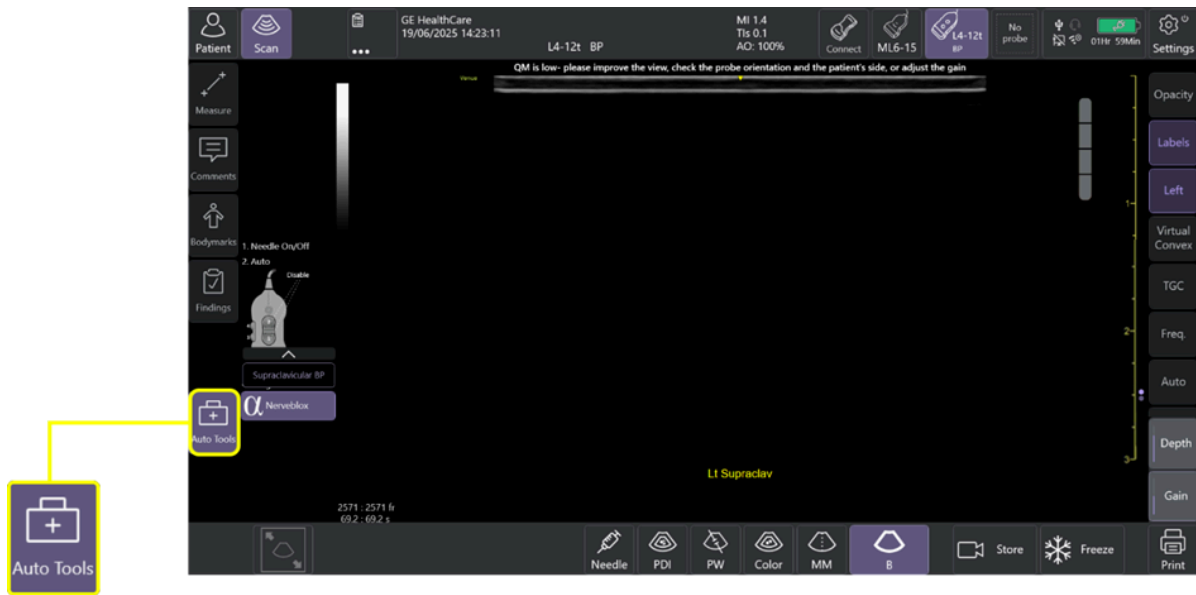 Patient
Scan
GE HealthCare
19/06/2025 14:23:11
L4-12t BP
MI 1.4
TIs 0.1
AO: 100%
Connect
ML6-15
L4-12t
BP
No
probe
01Hr 59Min
Settings
QM is low- please improve the view, check the probe orientation and the patient's side, or adjust the gain
Venue
Measure
Comments
Bodymarks
Findings
1. Needle On/Off
2. Auto
Disable
Supraclavicular BP
α Nerveblox
Auto Tools
Auto Tools
1
2
3
Lt Supraclav
2571 : 2571 fr
69.2 : 69.2 s
Opacity
Labels
Left
Virtual
Convex
TGC
Freq.
Auto
Depth
Gain
Needle
PDI
PW
Color
MM
B
Store
Freeze
Print